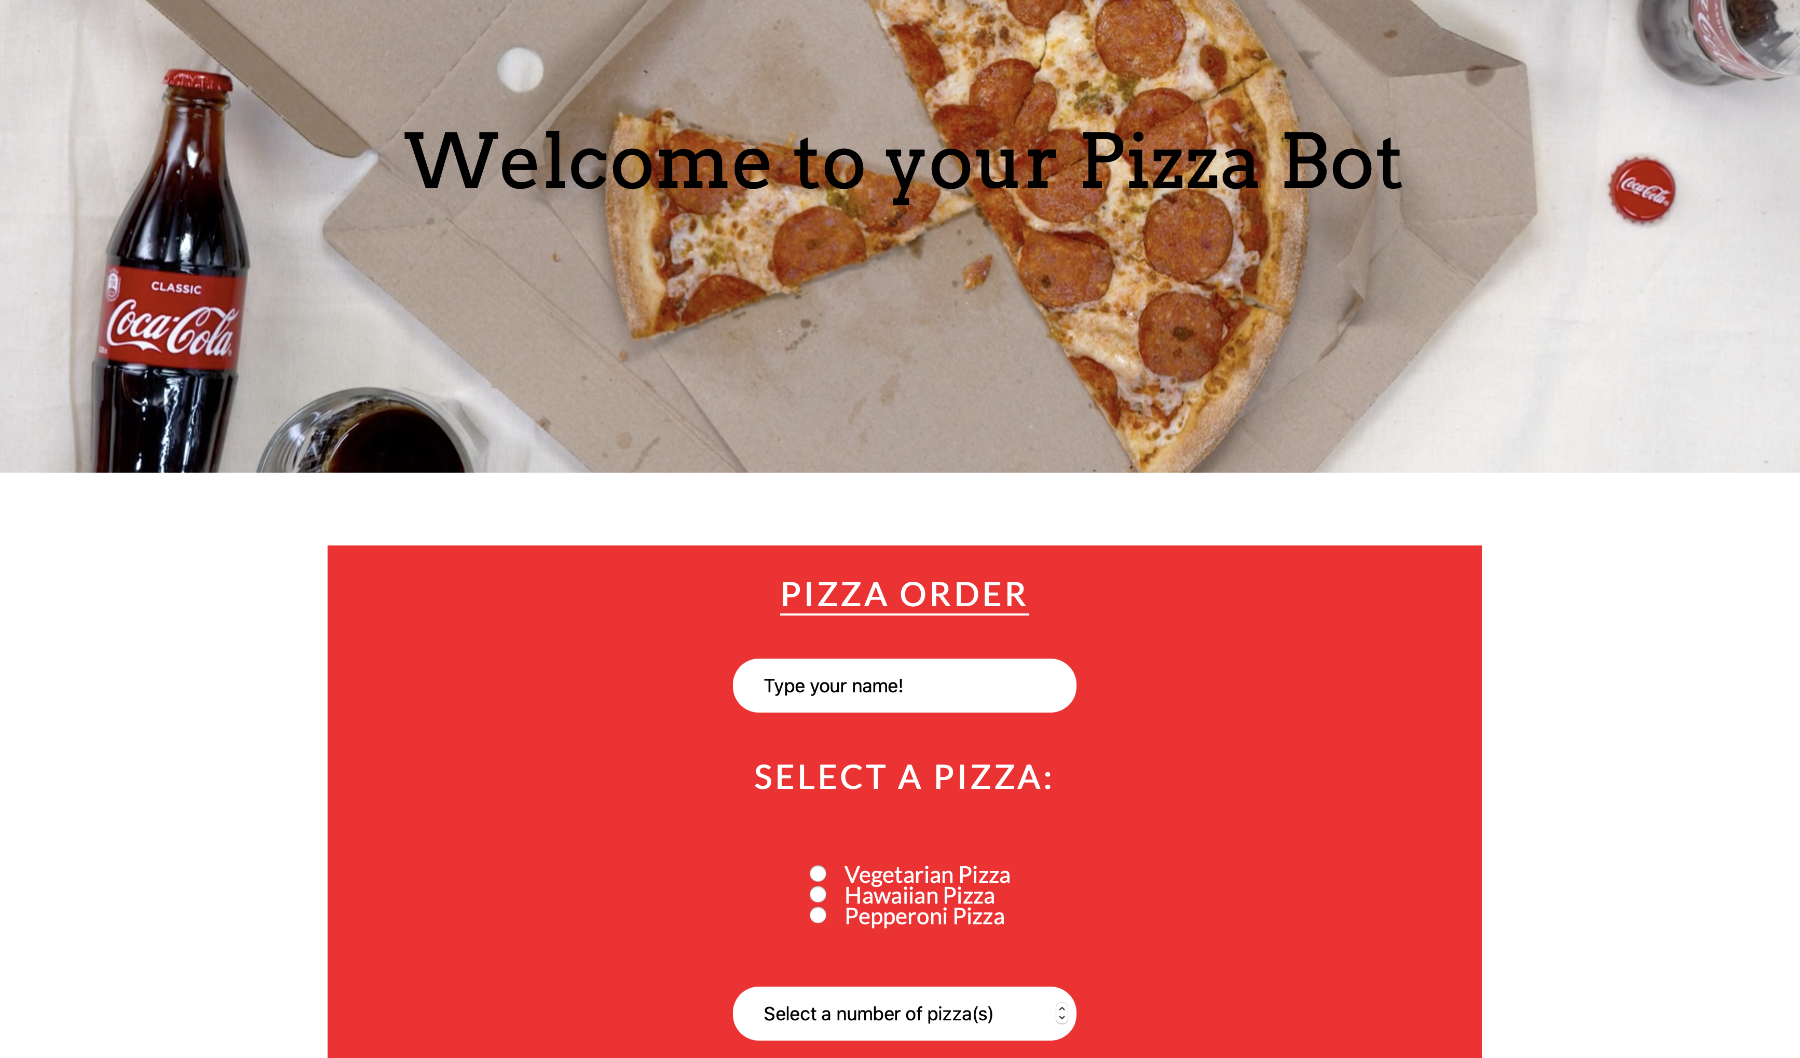 Welcome to your Pizza Bot
CLASSIC
Coca-Cola
Coca-Cola
PIZZA ORDER
Type your name!
SELECT A PIZZA:
Vegetarian Pizza
Hawaiian Pizza
Pepperoni Pizza
Select a number of pizza(s)